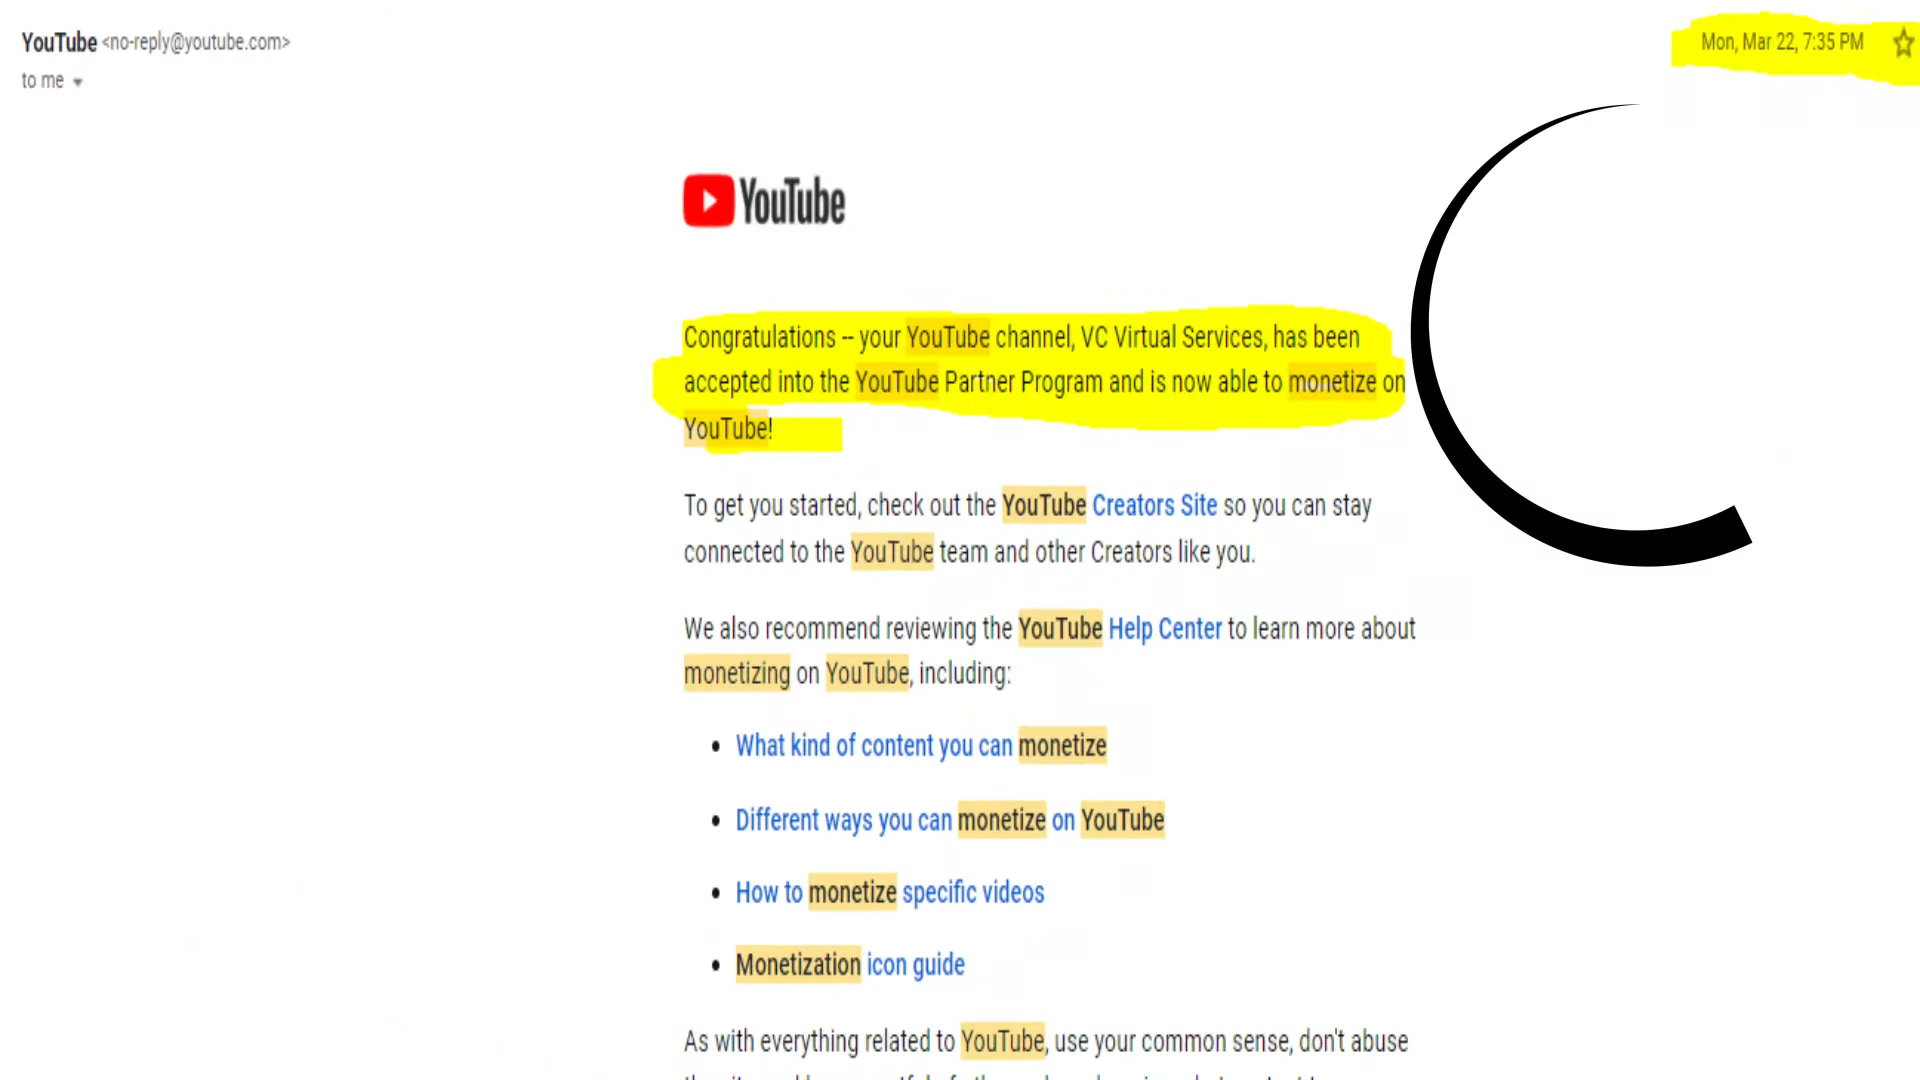 YouTube <no-reply@youtube.com>
Mon, Mar 22, 7:35 PM
to me
YouTube
Congratulations -- your YouTube channel, VC Virtual Services, has been
accepted into the YouTube Partner Program and is now able to monetize on
YouTube!
To get you started, check out the YouTube Creators Site so you can stay
connected to the YouTube team and other Creators like you.
We also recommend reviewing the YouTube Help Center to learn more about
monetizing on YouTube, including:
• What kind of content you can monetize
• Different ways you can monetize on YouTube
• How to monetize specific videos
• Monetization icon guide
As with everything related to YouTube, use your common sense, don't abuse